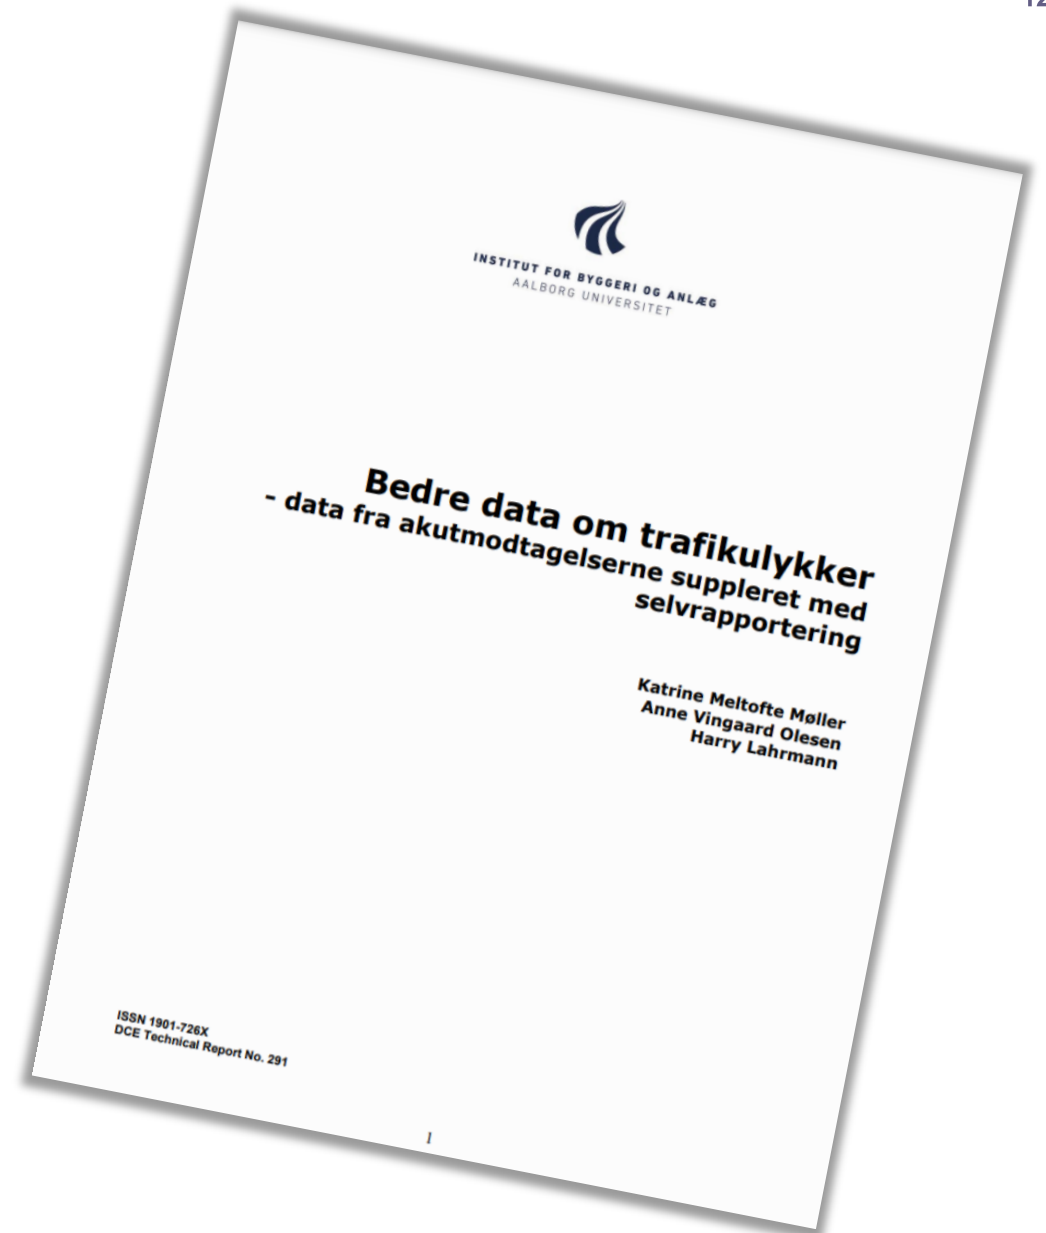 12
INSTITUT FOR BYGGERI OG ANLÆG
AALBORG UNIVERSITET
Bedre data om trafikulykker
– data fra akutmodtagelserne suppleret med
selvrapportering
Katrine Meltofte Møller
Anne Vingaard Olesen
Harry Lahrmann
ISSN 1901-726X
DCE Technical Report No. 291
1